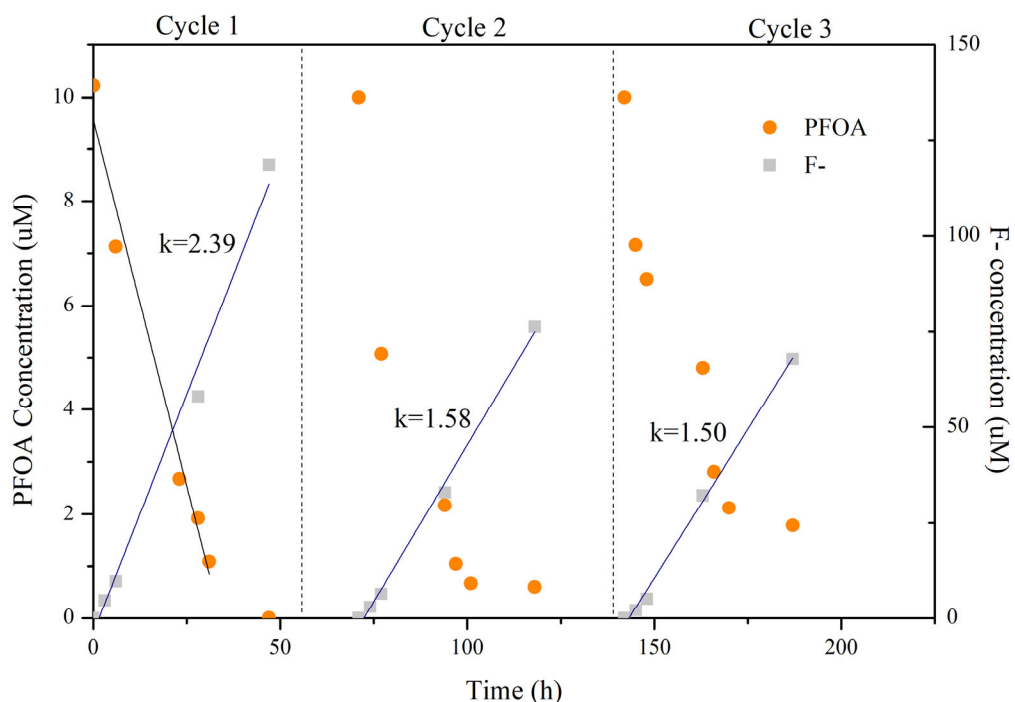 Cycle 1
Cycle 2
Cycle 3
PFOA Cconcentration (uM)
10
8
6
4
2
0
k=2.39
k=1.58
k=1.50
PFOA
F-
150
100
50
0
F- concentration (uM)
0
50
100
150
200
Time (h)